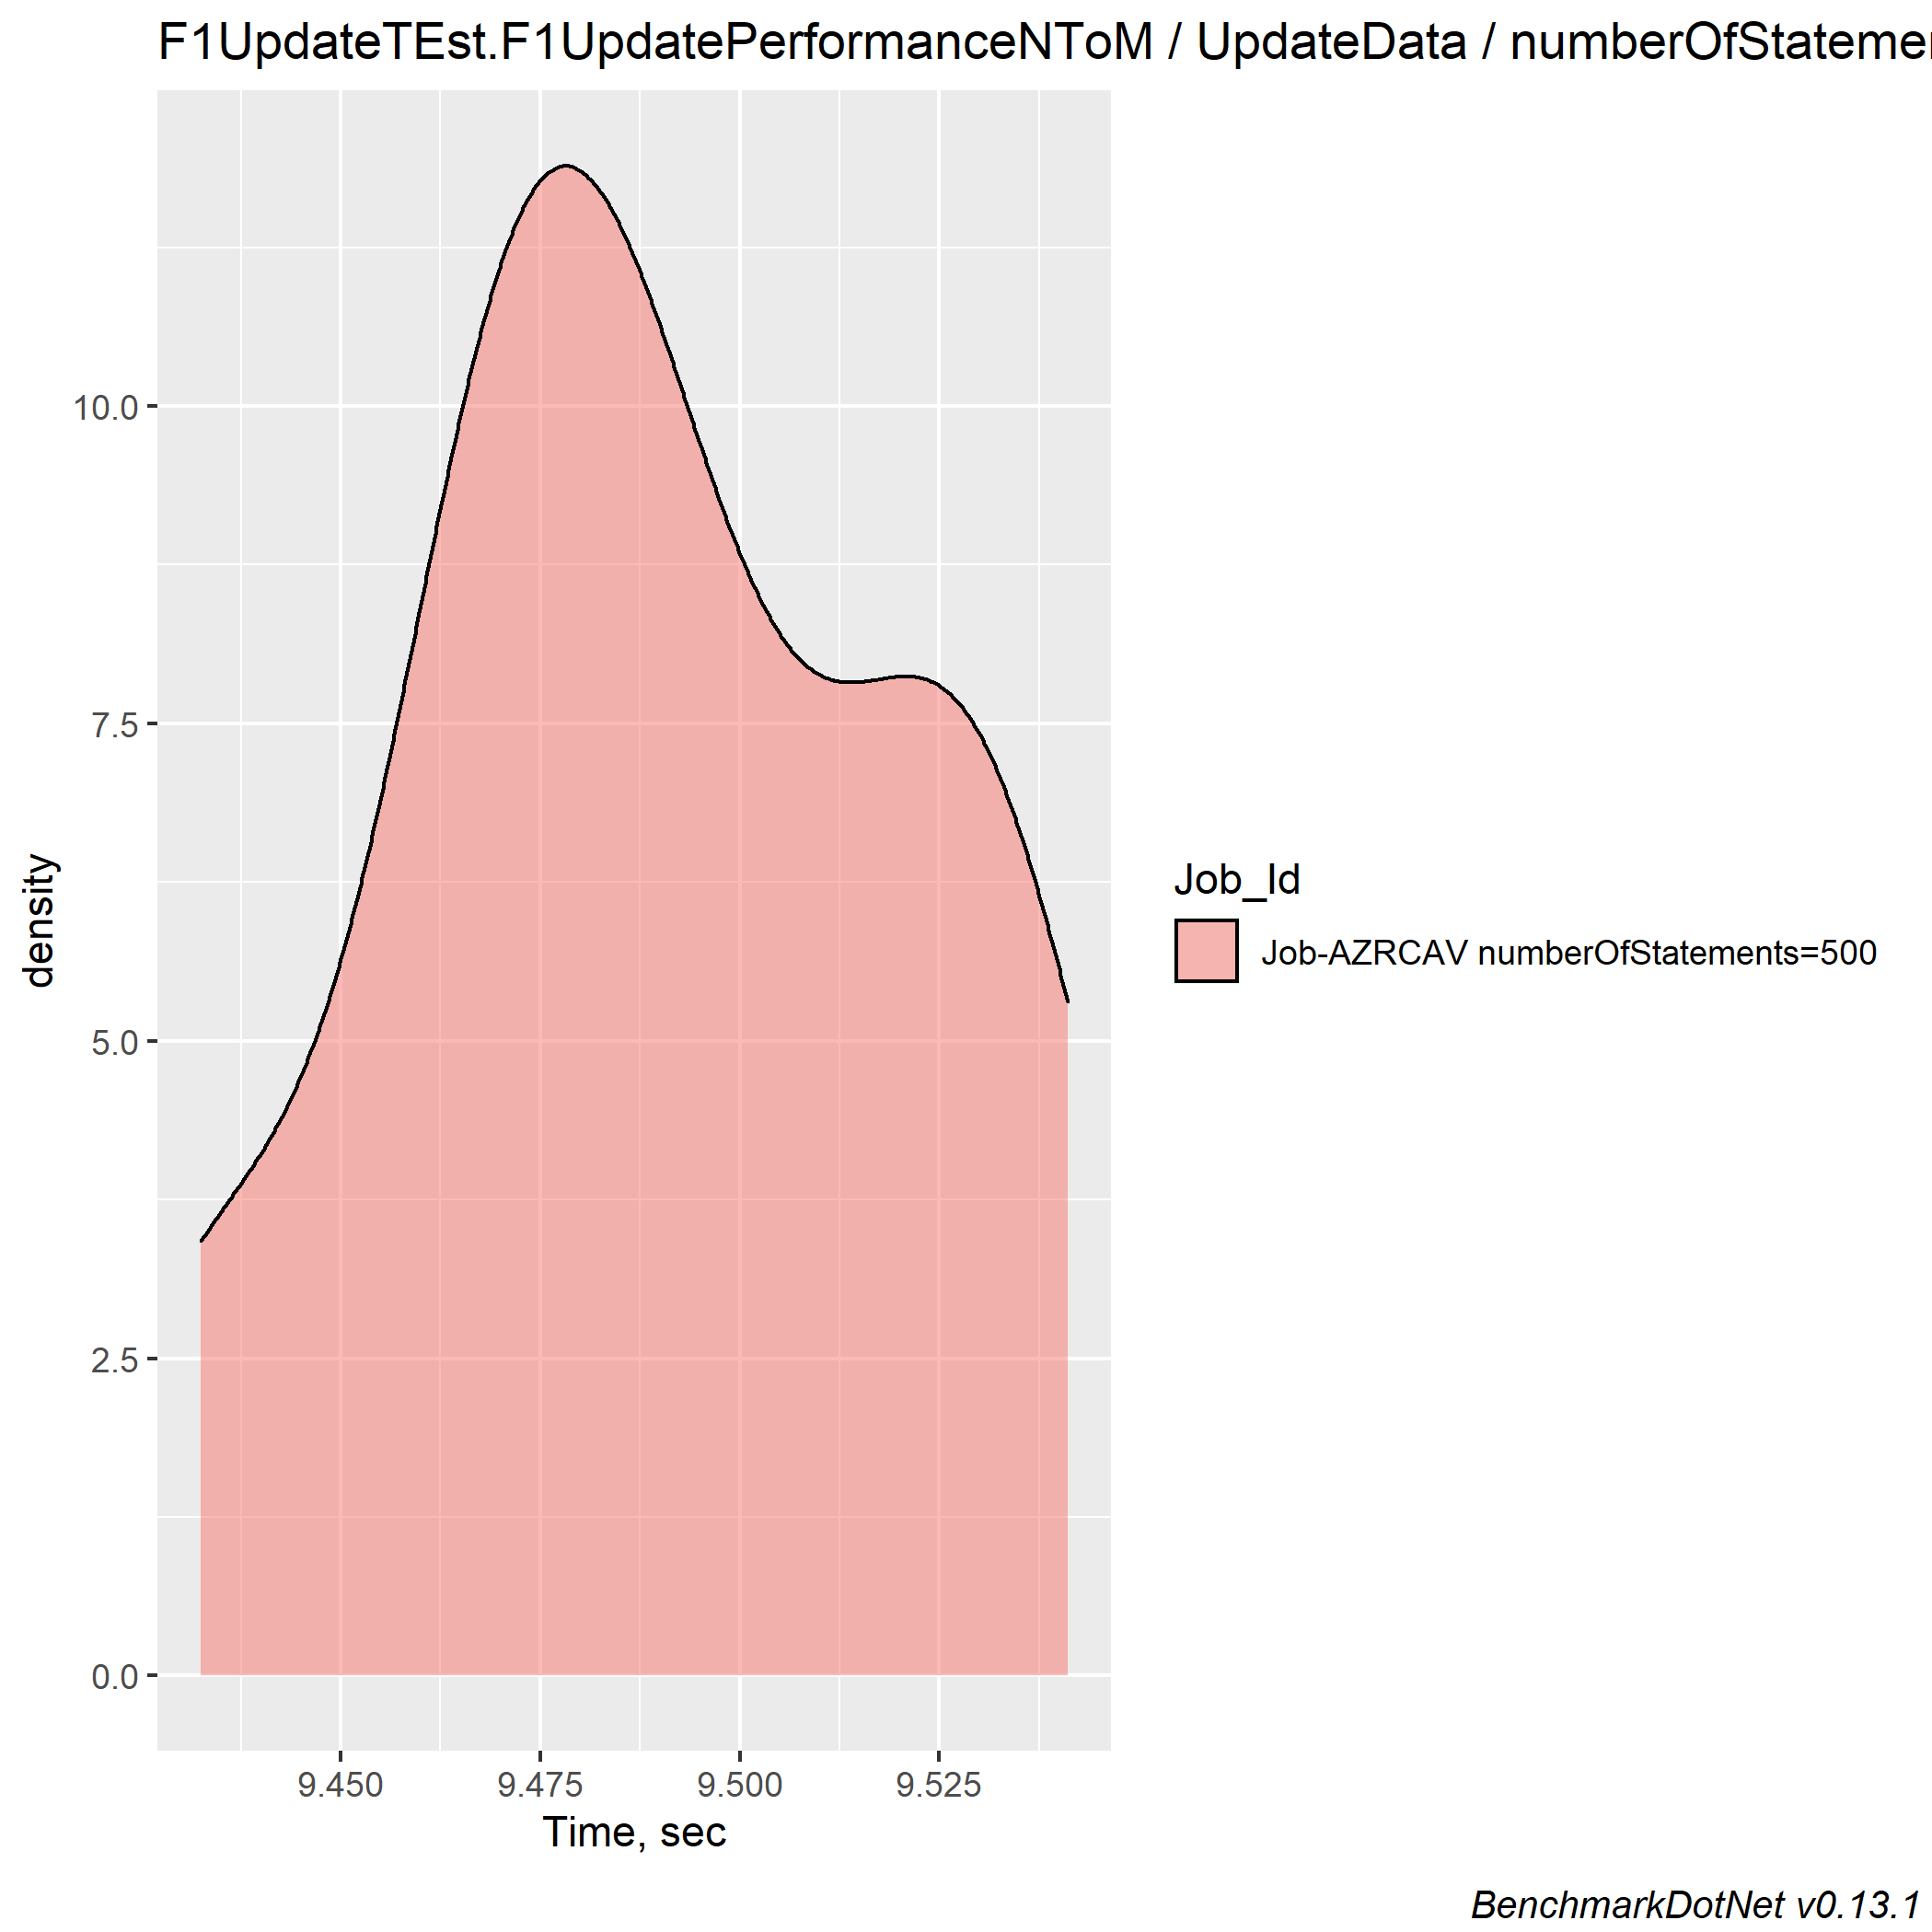 F1UpdateTEst.F1UpdatePerformanceNToM / UpdateData / numberOfStatemen
10.0
7.5
5.0
2.5
0.0
density
9.450 9.475 9.500 9.525
Time, sec
Job_Id
Job-AZRCAV numberOfStatements=500
BenchmarkDotNet v0.13.1